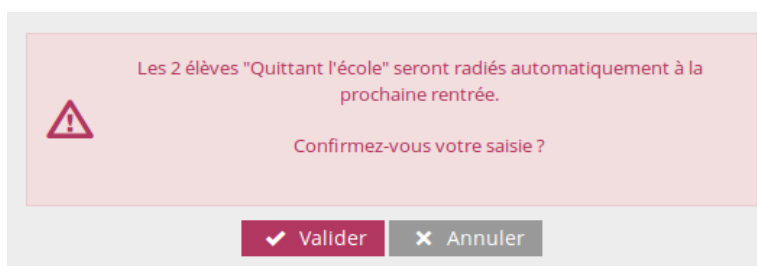 Les 2 élèves "Quittant l'école" seront radiés automatiquement à la
prochaine rentrée.
Confirmez-vous votre saisie ?
Valider
Annuler